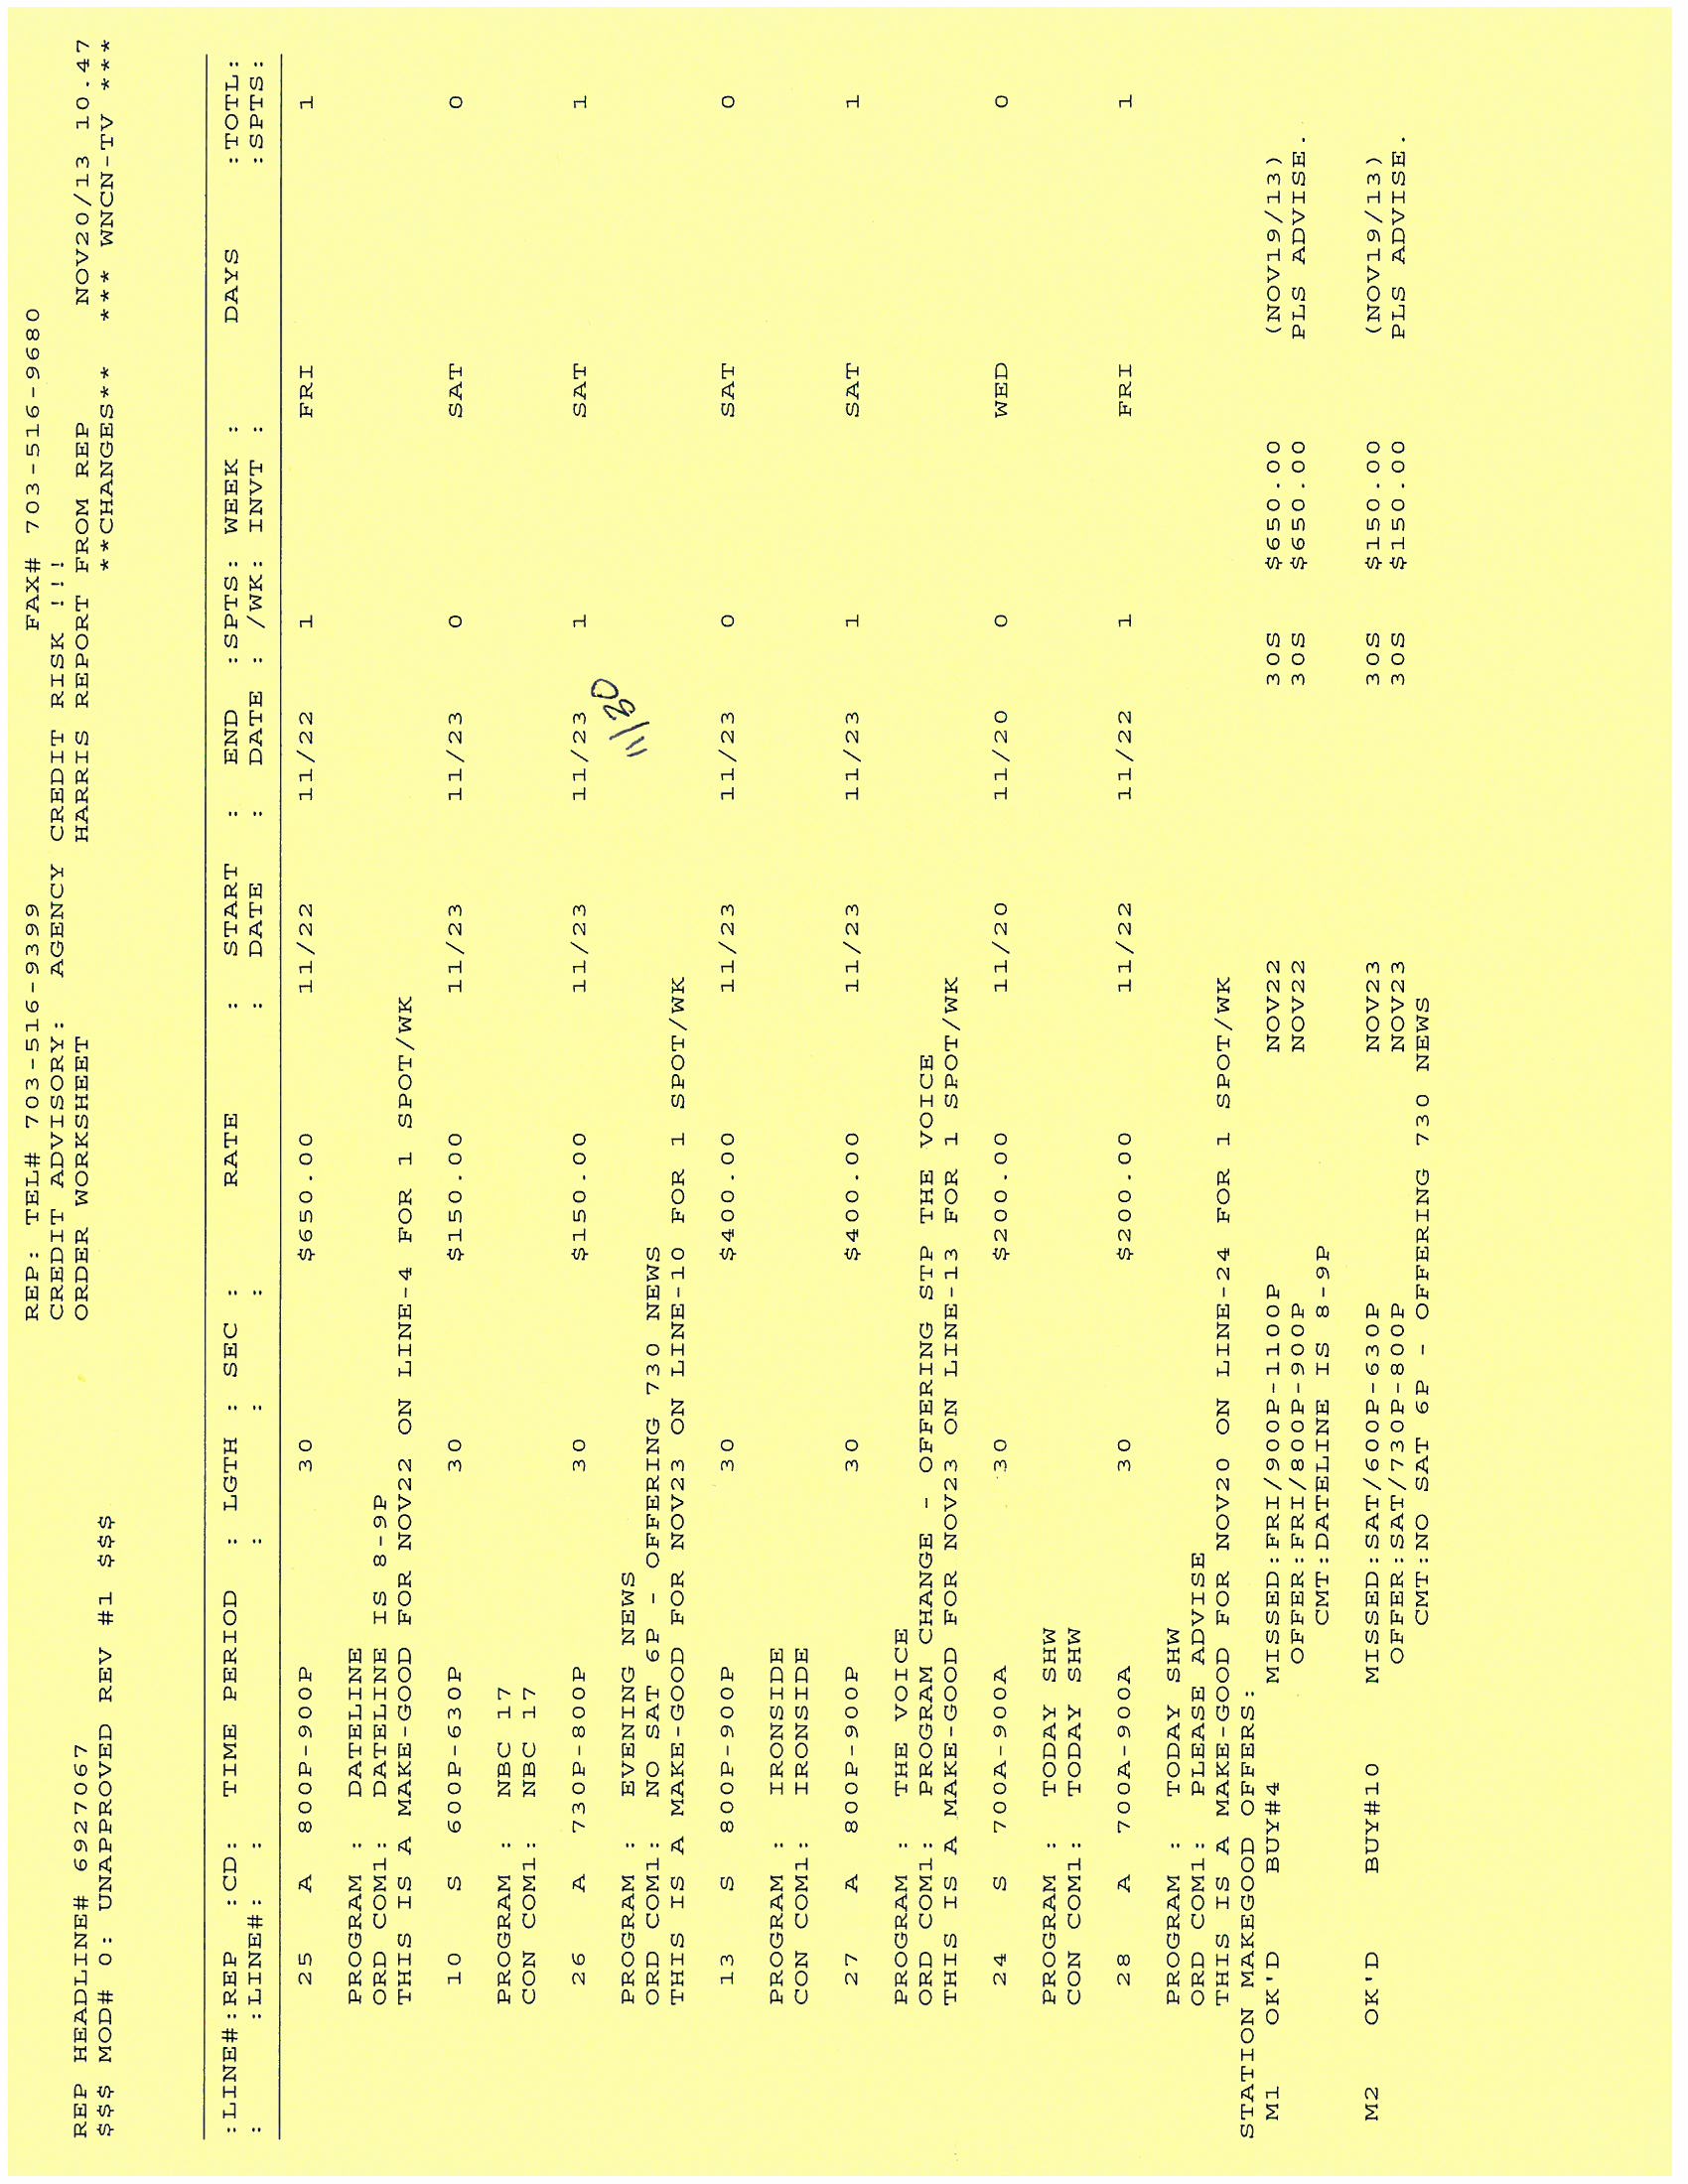 REP: TEL# 703-516-9399 FAX# 703-516-9680
CREDIT ADVISORY: AGENCY CREDIT RISK !!!
REP HEADLINE# 6927067 ORDER WORKSHEET HARRIS REPORT FROM REP NOV20/13 10.47
$$$ MOD# 0: UNAPPROVED REV #1 $$$ **CHANGES** *** WNCN-TV ***
:LINE#:REP :CD: TIME PERIOD : LGTH : SEC : RATE : START : END :SPTS: WEEK : DAYS :TOTL:
: :LINE#: : : : : DATE : DATE : /WK: INVT : :SPTS:
25 A 800P-900P 30 $650.00 11/22 11/22 1 FRI 1
PROGRAM : DATELINE
ORD COM1: DATELINE IS 8-9P
THIS IS A MAKE-GOOD FOR NOV22 ON LINE-4 FOR 1 SPOT/WK
10 S 600P-630P 30 $150.00 11/23 11/23 0 SAT 0
PROGRAM : NBC 17
CON COM1: NBC 17
26 A 730P-800P 30 $150.00 11/23 11/23 1 SAT 1
11/30
PROGRAM : EVENING NEWS
ORD COM1: NO SAT 6P - OFFERING 730 NEWS
THIS IS A MAKE-GOOD FOR NOV23 ON LINE-10 FOR 1 SPOT/WK
13 S 800P-900P 30 $400.00 11/23 11/23 0 SAT 0
PROGRAM : IRONSIDE
CON COM1: IRONSIDE
27 A 800P-900P 30 $400.00 11/23 11/23 1 SAT 1
PROGRAM : THE VOICE
ORD COM1: PROGRAM CHANGE - OFFERING STP THE VOICE
THIS IS A MAKE-GOOD FOR NOV23 ON LINE-13 FOR 1 SPOT/WK
24 S 700A-900A 30 $200.00 11/20 11/20 0 WED 0
PROGRAM : TODAY SHW
CON COM1: TODAY SHW
28 A 700A-900A 30 $200.00 11/22 11/22 1 FRI 1
PROGRAM : TODAY SHW
ORD COM1: PLEASE ADVISE
THIS IS A MAKE-GOOD FOR NOV20 ON LINE-24 FOR 1 SPOT/WK
STATION MAKEGOOD OFFERS:
M1 OK'D BUY#4 MISSED:FRI/900P-1100P NOV22 30S $650.00 (NOV19/13)
OFFER:FRI/800P-900P NOV22 30S $650.00 PLS ADVISE.
CMT:DATELINE IS 8-9P
M2 OK'D BUY#10 MISSED:SAT/600P-630P NOV23 30S $150.00 (NOV19/13)
OFFER:SAT/730P-800P NOV23 30S $150.00 PLS ADVISE.
CMT:NO SAT 6P - OFFERING 730 NEWS